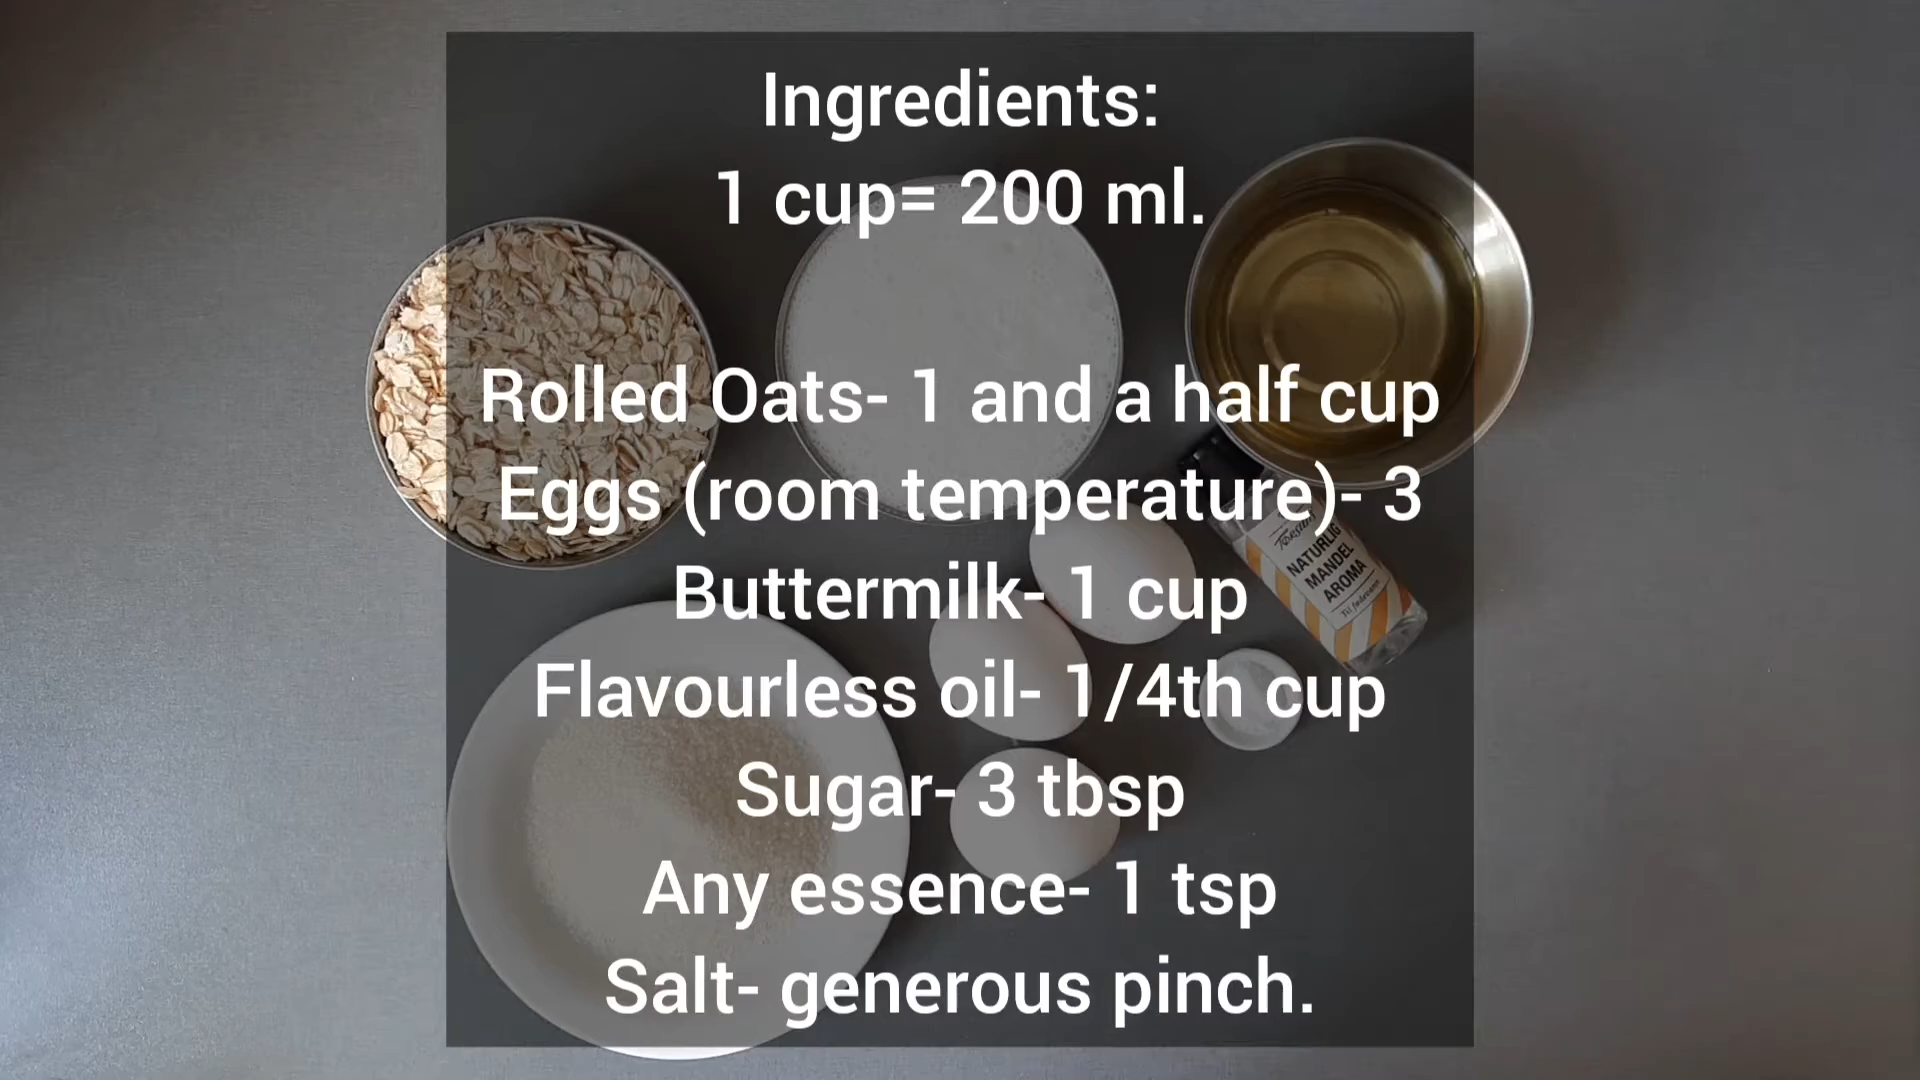 Ingredients:
1 cup= 200 ml.
Rolled Oats- 1 and a half cup
Eggs (room temperature)- 3
Buttermilk- 1 cup
Flavourless oil- 1/4th cup
Sugar- 3 tbsp
Any essence- 1 tsp
Salt- generous pinch.
NATURLIG
MANDEL
AROMA